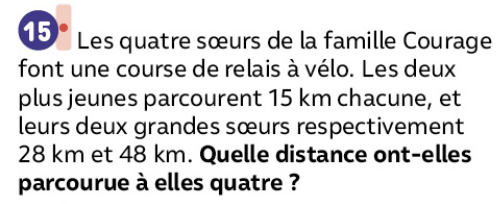 15
Les quatre sœurs de la famille Courage
font une course de relais à vélo. Les deux
plus jeunes parcourent 15 km chacune, et
leurs deux grandes sœurs respectivement
28 km et 48 km. Quelle distance ont-elles
parcourue à elles quatre ?